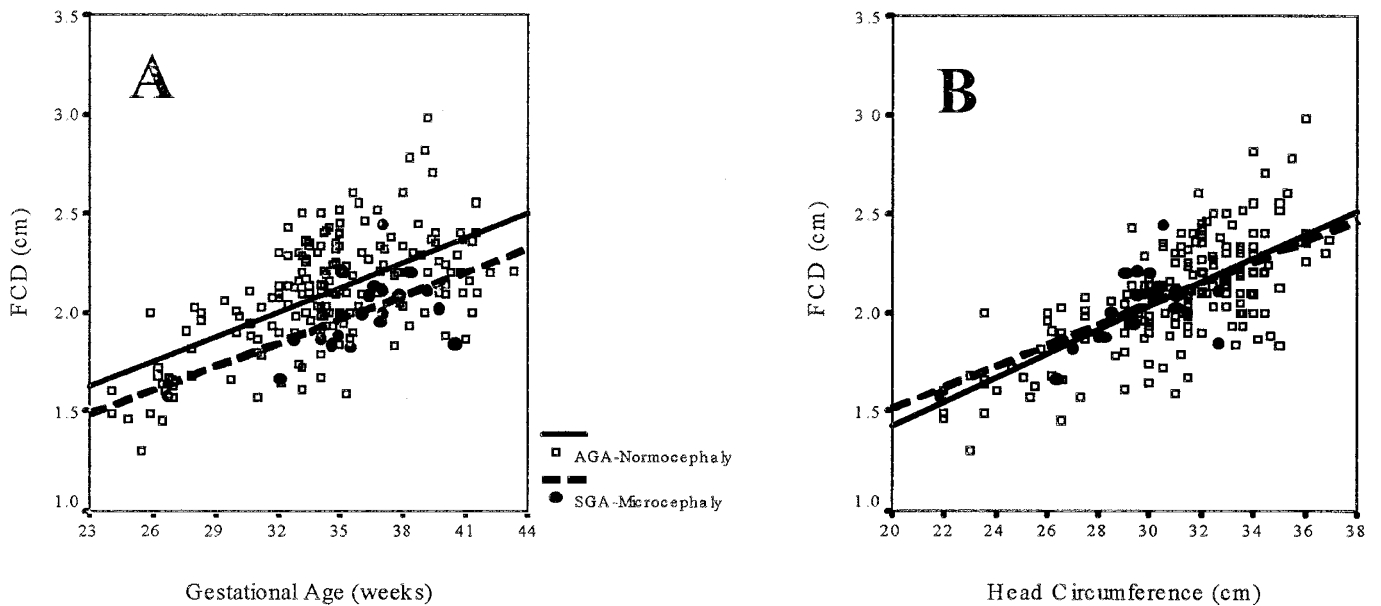 A
3.5
3.0
2.5
2.0
1.5
1.0
FCD (cm)
23 26 29 32 35 38 41 44
Gestational Age (weeks)
AGA-Normocephaly
SGA-Microcephaly
B
3.5
3.0
2.5
2.0
1.5
1.0
FCD (cm)
20 22 24 26 28 30 32 34 36 38
Head Circumference (cm)